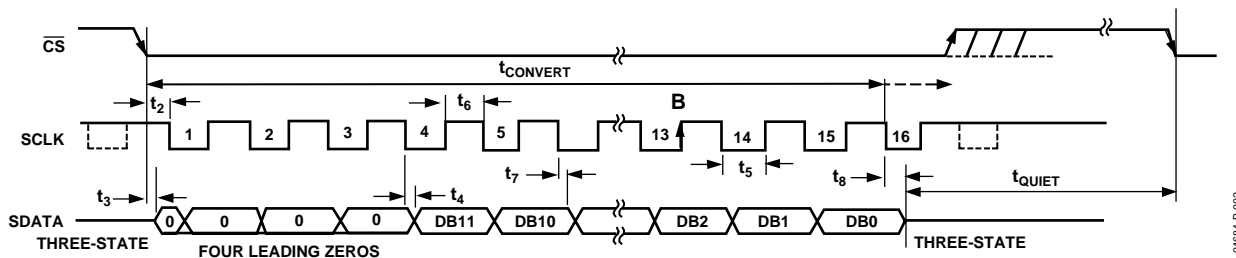 CS
tCONVERT
t2
t6
B
SCLK
1 2 3 4 5 13 14 15 16
t3
t4
t7
t5
t8
tQUIET
SDATA
0 0 0 0 DB11 DB10 DB2 DB1 DB0
THREE-STATE
FOUR LEADING ZEROS
THREE-STATE